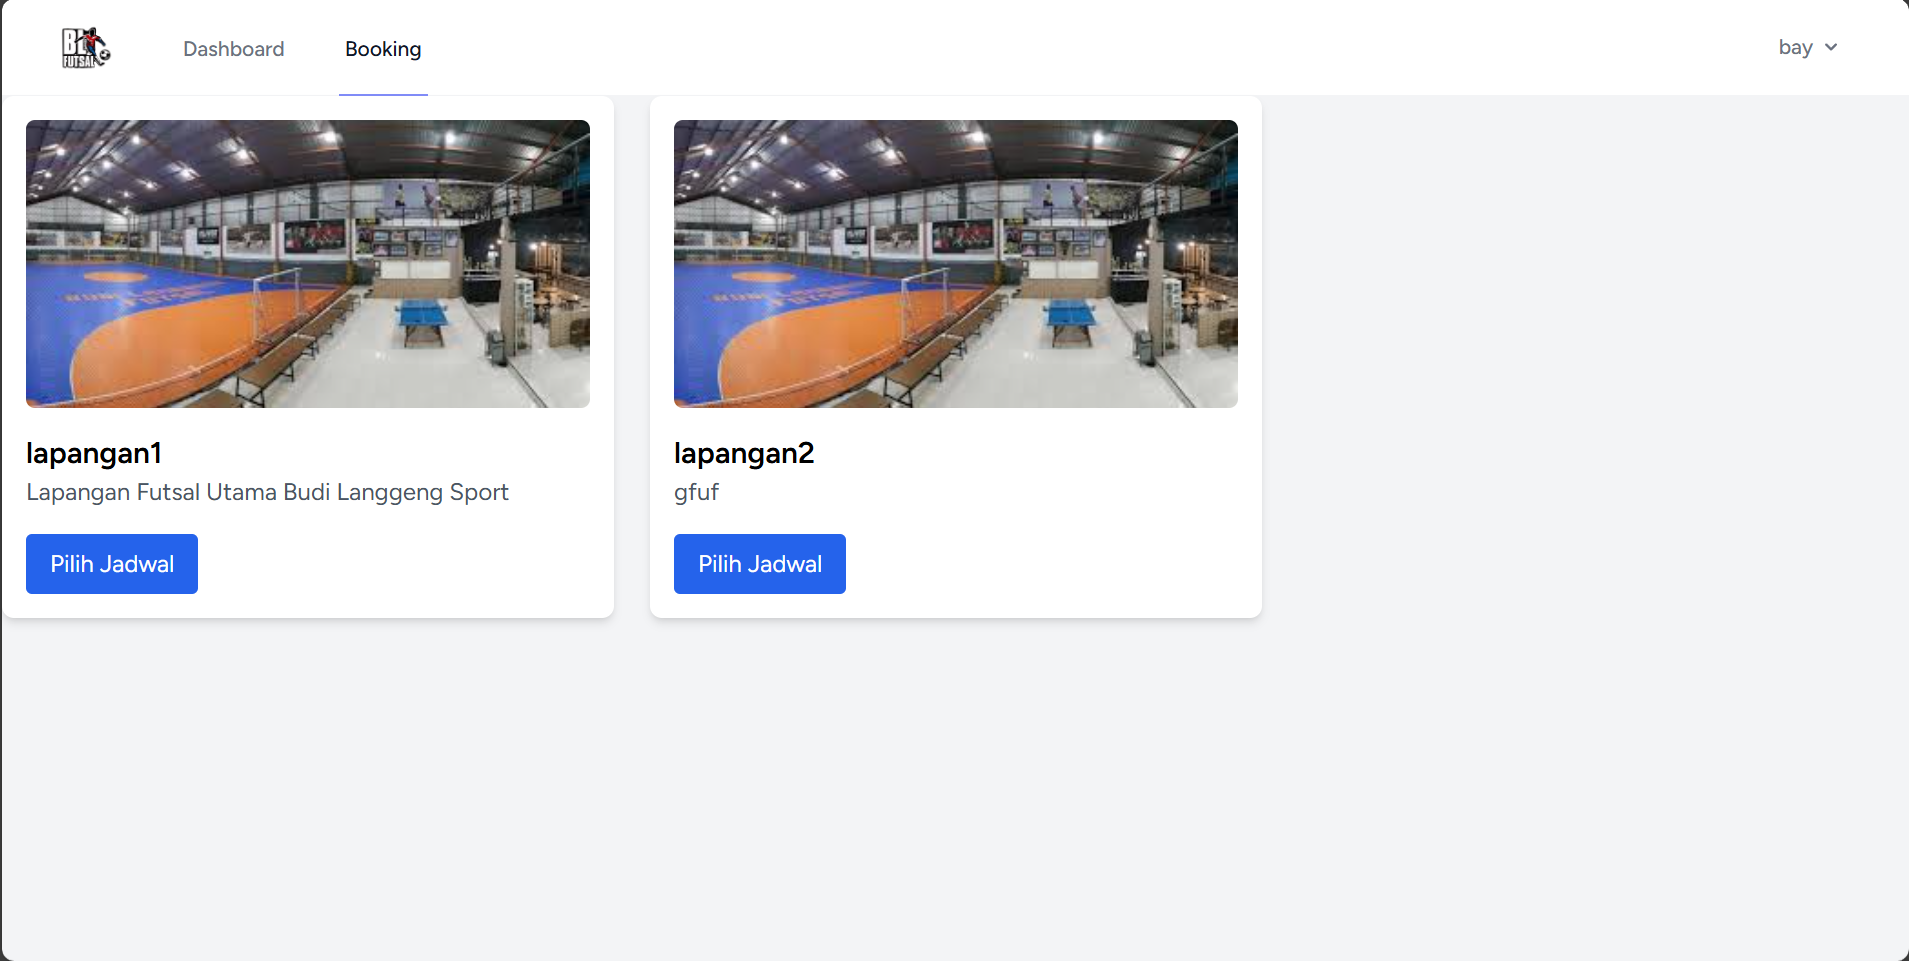 BL
FUTSAL
Dashboard
Booking
bay
lapangan1
Lapangan Futsal Utama Budi Langgeng Sport
Pilih Jadwal
lapangan2
gfuf
Pilih Jadwal